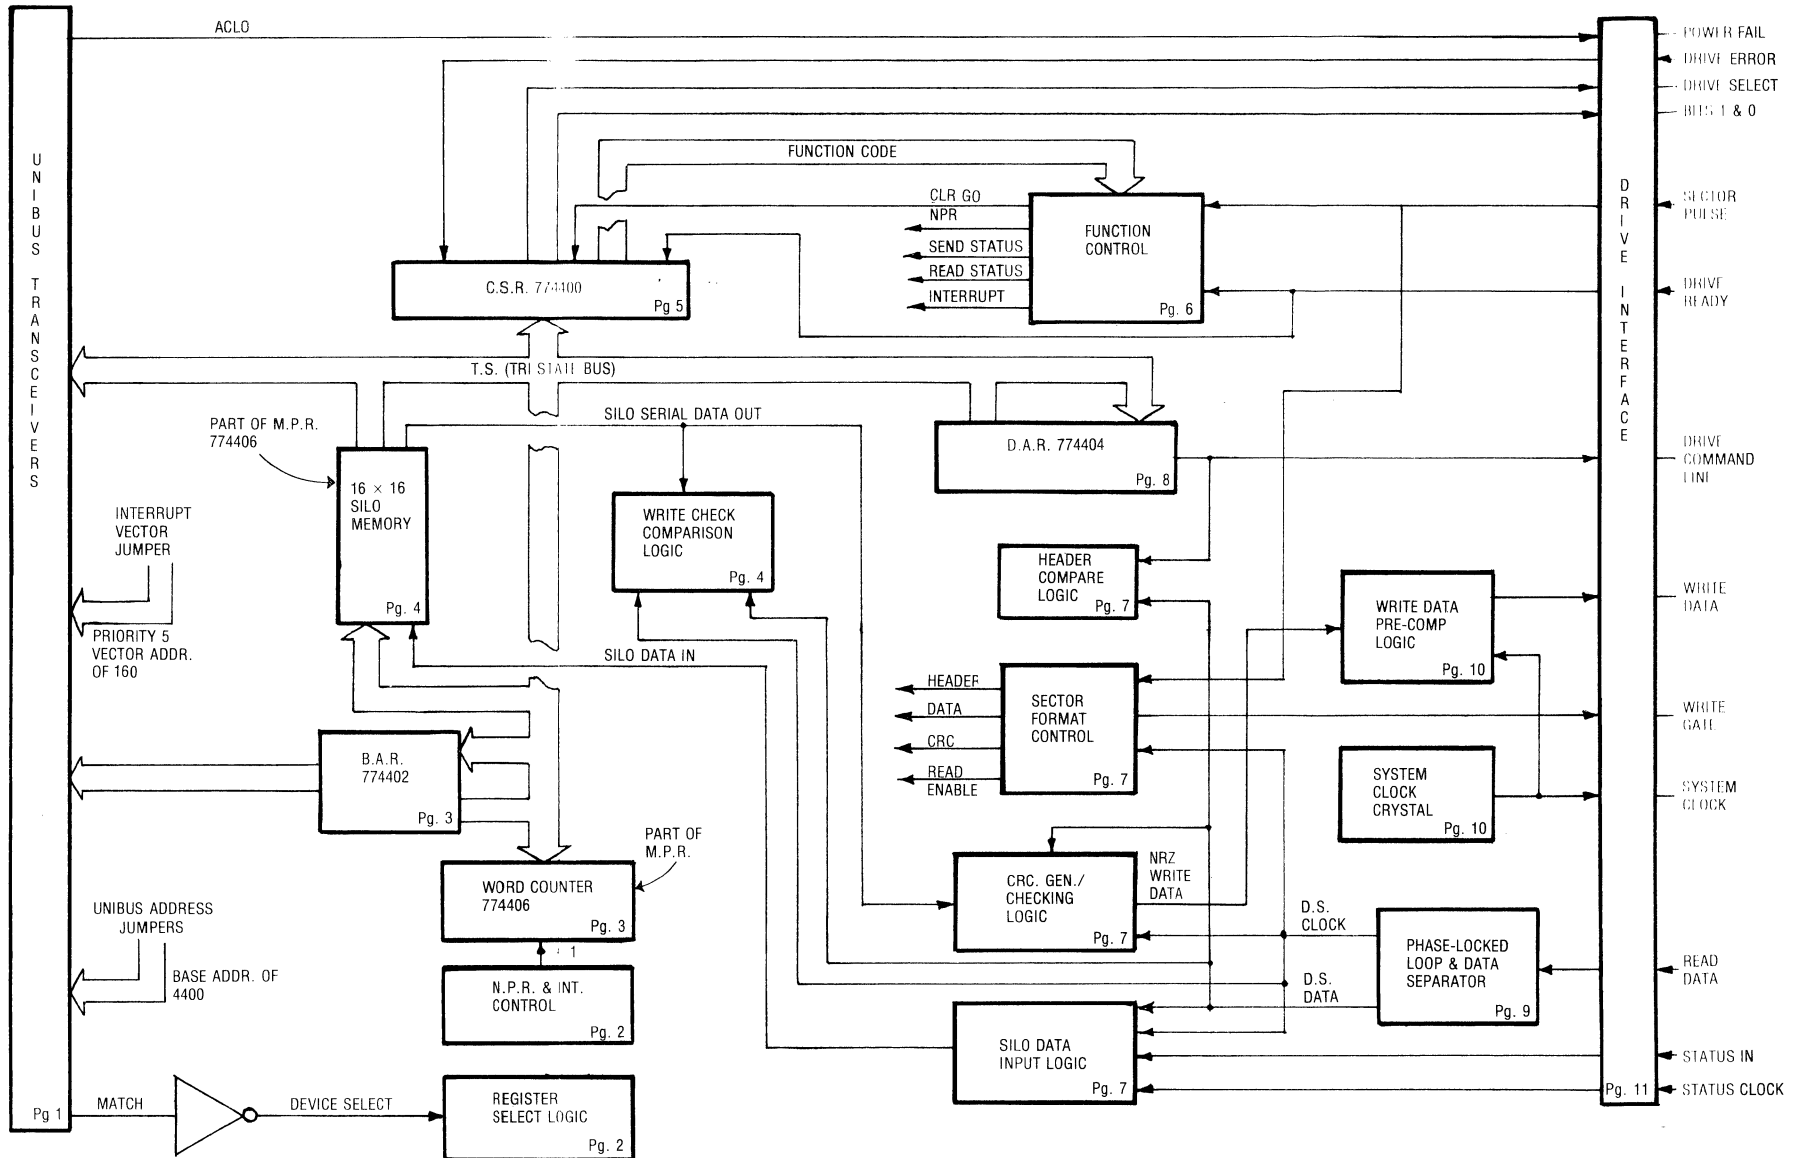 ACLO
POWER FAIL
DRIVE ERROR
DRIVE SELECT
BITS 1 & 0
UNIBUS TRANSCEIVERS
Pg 1
DRIVE INTERFACE
Pg. 11
FUNCTION CODE
CLR GO
NPR
SEND STATUS
READ STATUS
INTERRUPT
FUNCTION
CONTROL
Pg. 6
SECTOR
PULSE
DRIVE
READY
C.S.R. 774400
Pg 5
T.S. (TRI STATE BUS)
PART OF M.P.R.
774406
SILO SERIAL DATA OUT
16 × 16
SILO
MEMORY
Pg. 4
WRITE CHECK
COMPARISON
LOGIC
Pg. 4
D.A.R. 774404
Pg. 8
DRIVE
COMMAND
LINE
INTERRUPT
VECTOR
JUMPER
PRIORITY 5
VECTOR ADDR.
OF 160
HEADER
COMPARE
LOGIC
Pg. 7
WRITE DATA
PRE-COMP
LOGIC
Pg. 10
WRITE
DATA
SILO DATA IN
HEADER
DATA
CRC
READ
ENABLE
SECTOR
FORMAT
CONTROL
Pg. 7
WRITE
GATE
B.A.R.
774402
Pg. 3
SYSTEM
CLOCK
CRYSTAL
Pg. 10
SYSTEM
CLOCK
PART OF
M.P.R.
WORD COUNTER
774406
Pg. 3
NRZ
WRITE
DATA
CRC. GEN./
CHECKING
LOGIC
Pg. 7
UNIBUS ADDRESS
JUMPERS
BASE ADDR. OF
4400
+ 1
N.P.R. & INT.
CONTROL
Pg. 2
D.S.
CLOCK
D.S.
DATA
PHASE-LOCKED
LOOP & DATA
SEPARATOR
Pg. 9
READ
DATA
SILO DATA
INPUT LOGIC
Pg. 7
STATUS IN
STATUS CLOCK
MATCH
DEVICE SELECT
REGISTER
SELECT LOGIC
Pg. 2